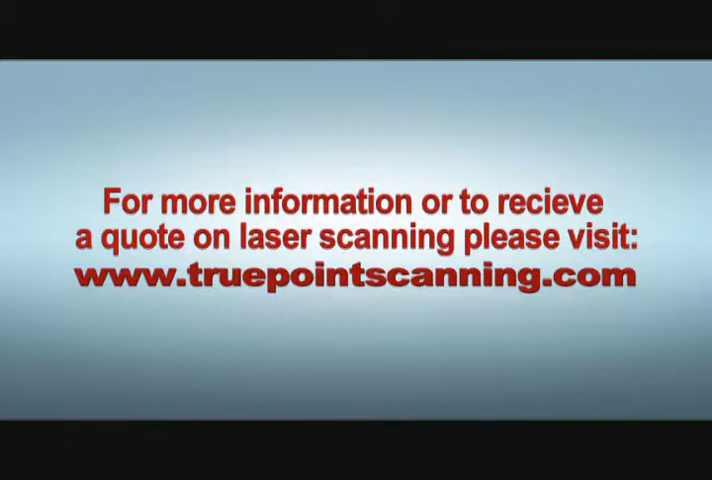 For more information or to recieve
a quote on laser scanning please visit:
www.truepointscanning.com